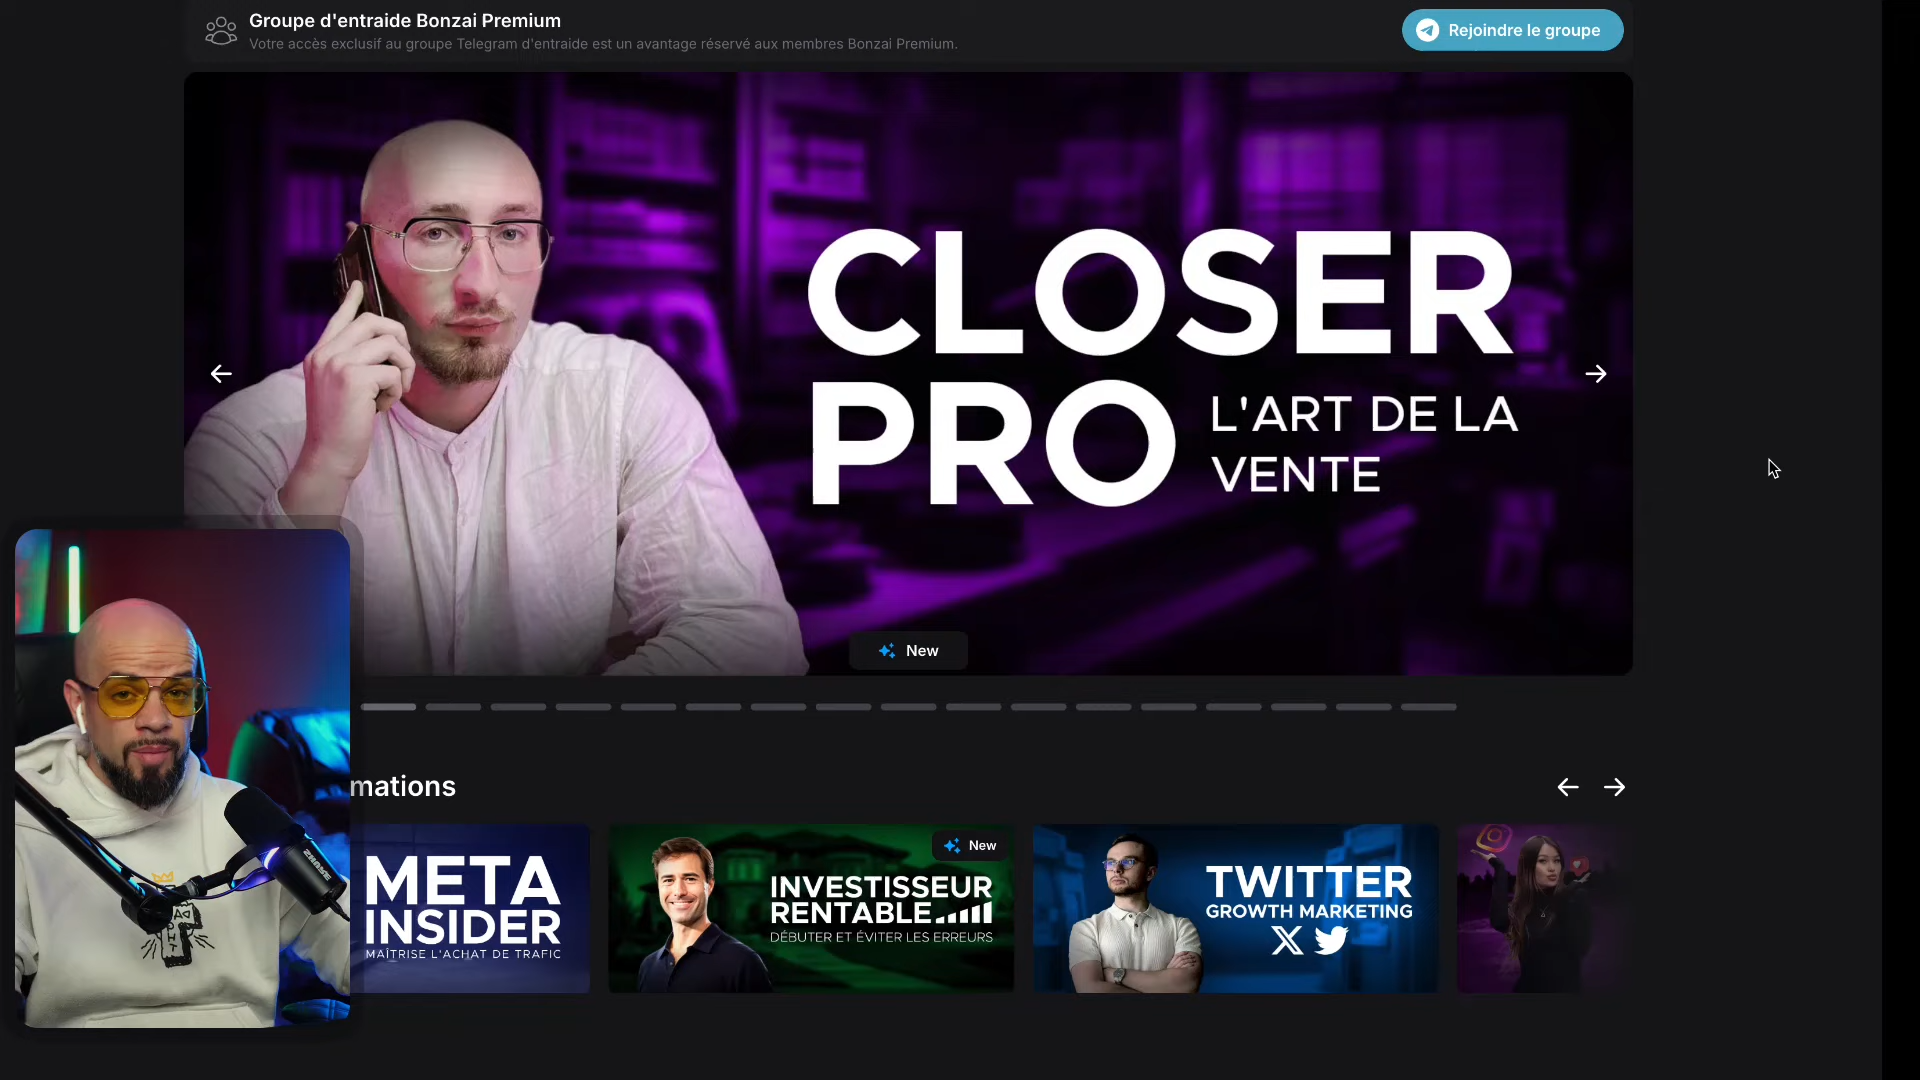 Groupe d'entraide Bonzai Premium
Votre accès exclusif au groupe Telegram d'entraide est un avantage réservé aux membres Bonzai Premium.
Rejoindre le groupe
CLOSER
PRO
L'ART DE LA
VENTE
New
mations
META
INSIDER
MAÎTRISE L'ACHAT DE TRAFIC
New
INVESTISSEUR
RENTABLE
DÉBUTER ET ÉVITER LES ERREURS
TWITTER
GROWTH MARKETING